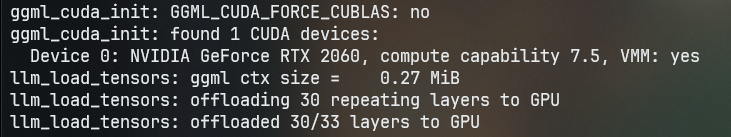 ggml_cuda_init: GGML_CUDA_FORCE_CUBLAS: no
ggml_cuda_init: found 1 CUDA devices:
  Device 0: NVIDIA GeForce RTX 2060, compute capability 7.5, VMM: yes
llm_load_tensors: ggml ctx size =    0.27 MiB
llm_load_tensors: offloading 30 repeating layers to GPU
llm_load_tensors: offloaded 30/33 layers to GPU